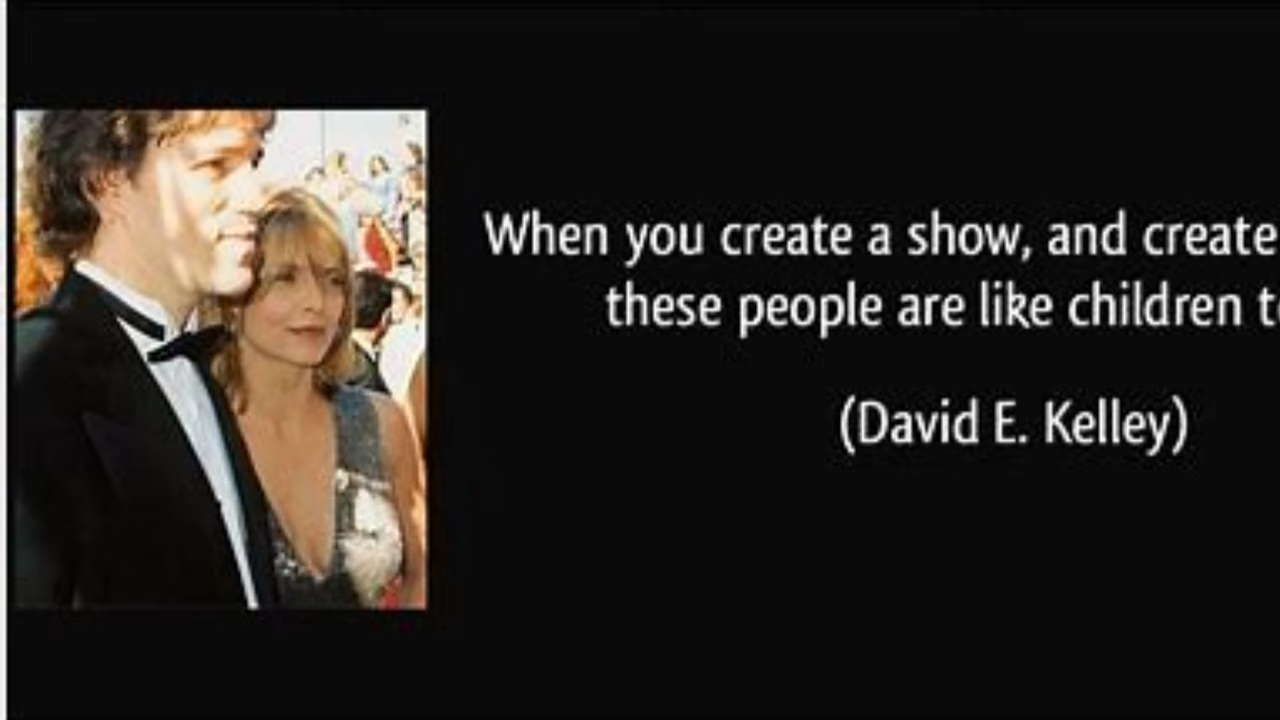 When you create a show, and create
these people are like children t
(David E. Kelley)